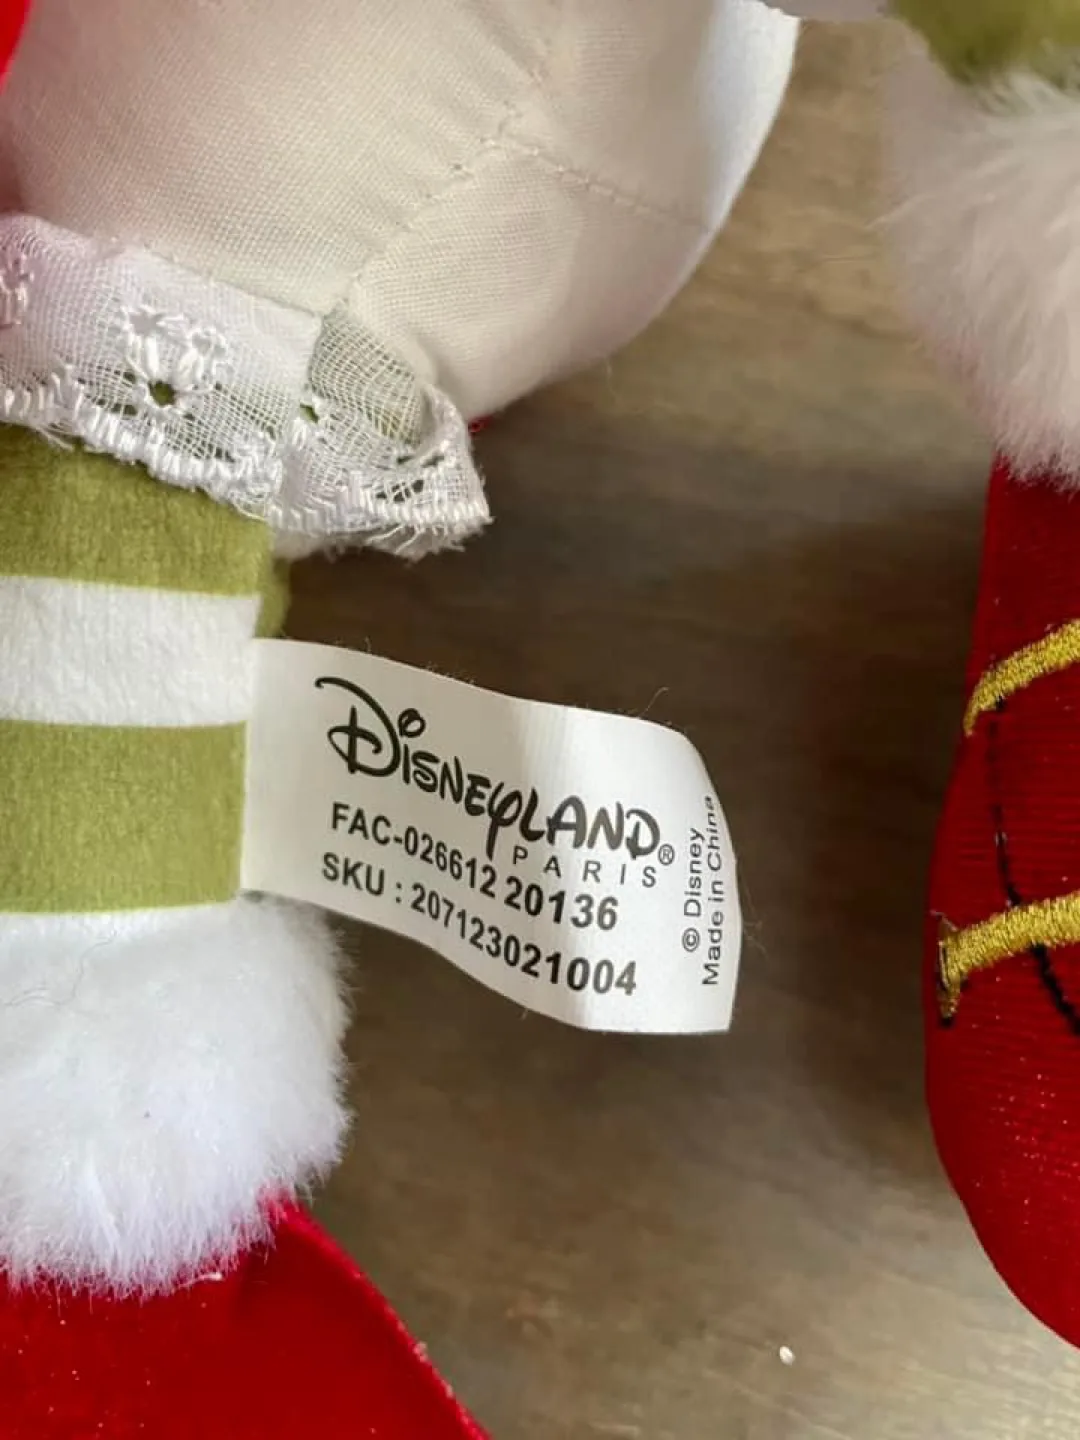 DISNEYLAND®
PARIS
FAC-026612 20136
SKU : 207123021004
© Disney
Made in China